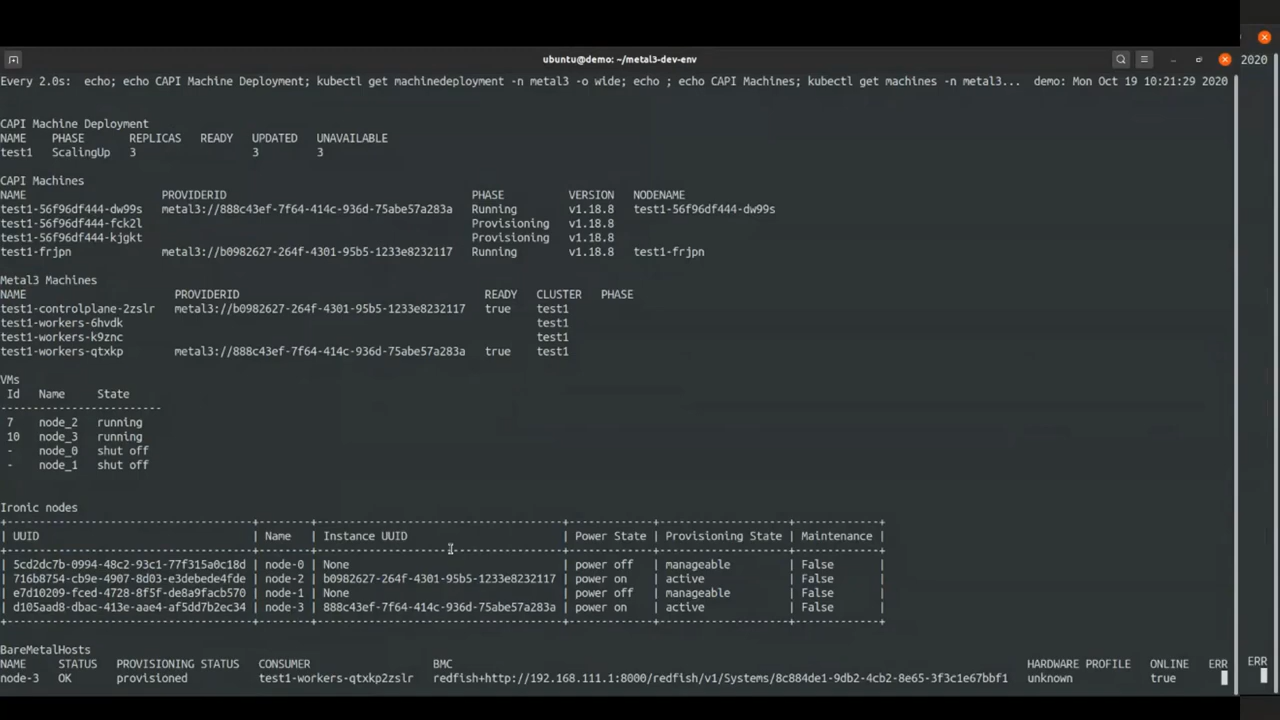 ubuntu@demo: ~/metal3-dev-env
2020
Every 2.0s:  echo; echo CAPI Machine Deployment; kubectl get machinedeployment -n metal3 -o wide; echo ; echo CAPI Machines; kubectl get machines -n metal3...  demo: Mon Oct 19 10:21:29 2020
CAPI Machine Deployment
NAME    PHASE       REPLICAS   READY   UPDATED   UNAVAILABLE
test1   ScalingUp   3                  3         3
CAPI Machines
NAME                     PROVIDERID                                      PHASE          VERSION   NODENAME
test1-56f96df444-dw99s   metal3://888c43ef-7f64-414c-936d-75abe57a283a   Running        v1.18.8   test1-56f96df444-dw99s
test1-56f96df444-fck2l                                                   Provisioning   v1.18.8
test1-56f96df444-kjgkt                                                   Provisioning   v1.18.8
test1-frjpn              metal3://b0982627-264f-4301-95b5-1233e8232117   Running        v1.18.8   test1-frjpn
Metal3 Machines
NAME                       PROVIDERID                                      READY   CLUSTER   PHASE
test1-controlplane-2zslr   metal3://b0982627-264f-4301-95b5-1233e8232117   true    test1
test1-workers-6hvdk                                                                test1
test1-workers-k9znc                                                                test1
test1-workers-qtxkp        metal3://888c43ef-7f64-414c-936d-75abe57a283a   true    test1
VMs
Id   Name     State
----------------------
7    node_2   running
10   node_3   running
-    node_0   shut off
-    node_1   shut off
Ironic nodes
| UUID                                 | Name   | Instance UUID                        | Power State | Provisioning State | Maintenance |
| 5cd2dc7b-0994-48c2-93c1-77f315a0c18d | node-0 | None                                 | power off   | manageable         | False       |
| 716b8754-cb9e-4907-8d03-e3debede4fde | node-2 | b0982627-264f-4301-95b5-1233e8232117 | power on    | active             | False       |
| e7d10209-fced-4728-8f5f-de8a9facb570 | node-1 | None                                 | power off   | manageable         | False       |
| d105aad8-dbac-413e-aae4-af5dd7b2ec34 | node-3 | 888c43ef-7f64-414c-936d-75abe57a283a | power on    | active             | False       |
BareMetalHosts
NAME     STATUS   PROVISIONING STATUS   CONSUMER                   BMC                                                                                  HARDWARE PROFILE   ONLINE   ERR   ERR
node-3   OK       provisioned           test1-workers-qtxkp2zslr   redfish+http://192.168.111.1:8000/redfish/v1/Systems/8c884de1-9db2-4cb2-8e65-3f3c1e67bbf1   unknown            true